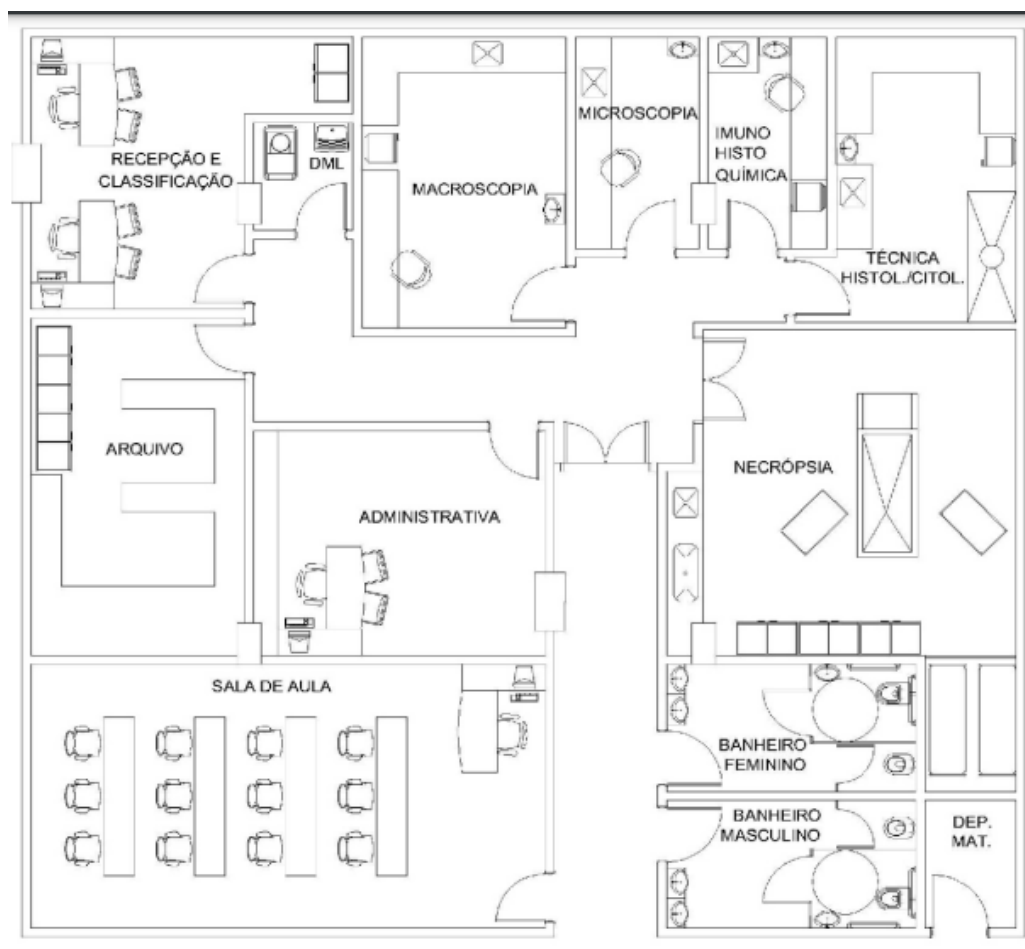 RECEPÇÃO E
CLASSIFICAÇÃO
DML
MACROSCOPIA
MICROSCOPIA
IMUNO
HISTO
QUÍMICA
TÉCNICA
HISTOL./CITOL.
ARQUIVO
ADMINISTRATIVA
NECRÓPSIA
SALA DE AULA
BANHEIRO
FEMININO
BANHEIRO
MASCULINO
DEP.
MAT.